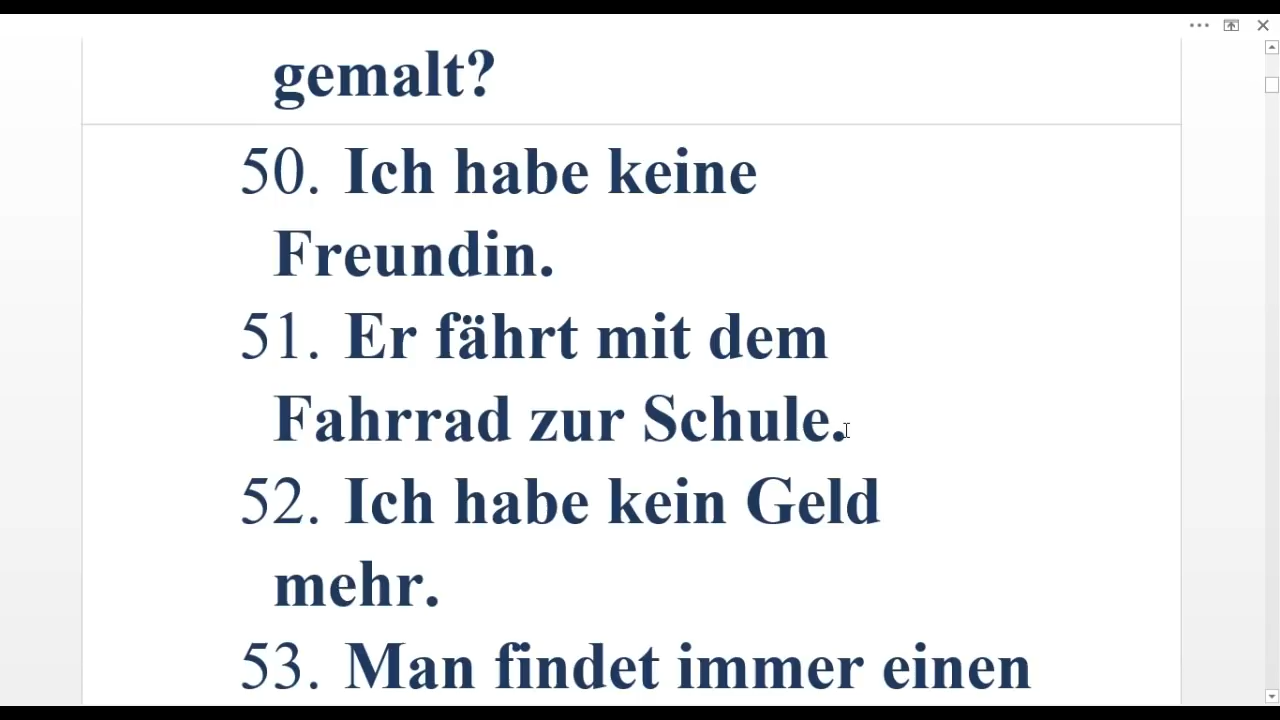 gemalt?
50. Ich habe keine
Freundin.
51. Er fährt mit dem
Fahrrad zur Schule.
52. Ich habe kein Geld
mehr.
53. Man findet immer einen